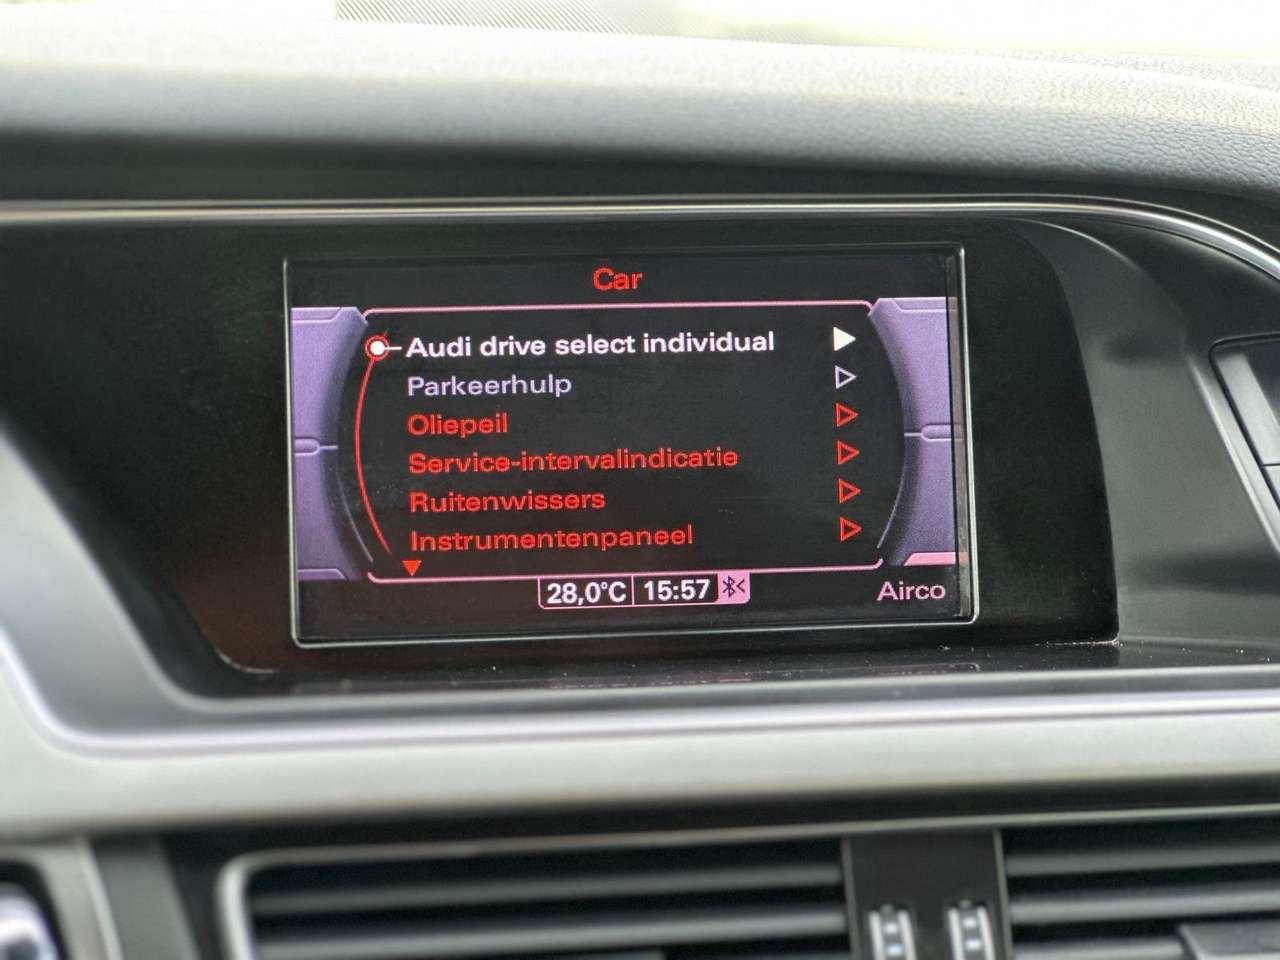 Car
Audi drive select individual
Parkeerhulp
Oliepeil
Service-intervalindicatie
Ruitenwissers
Instrumentenpaneel
28,0°C 15:57
Airco